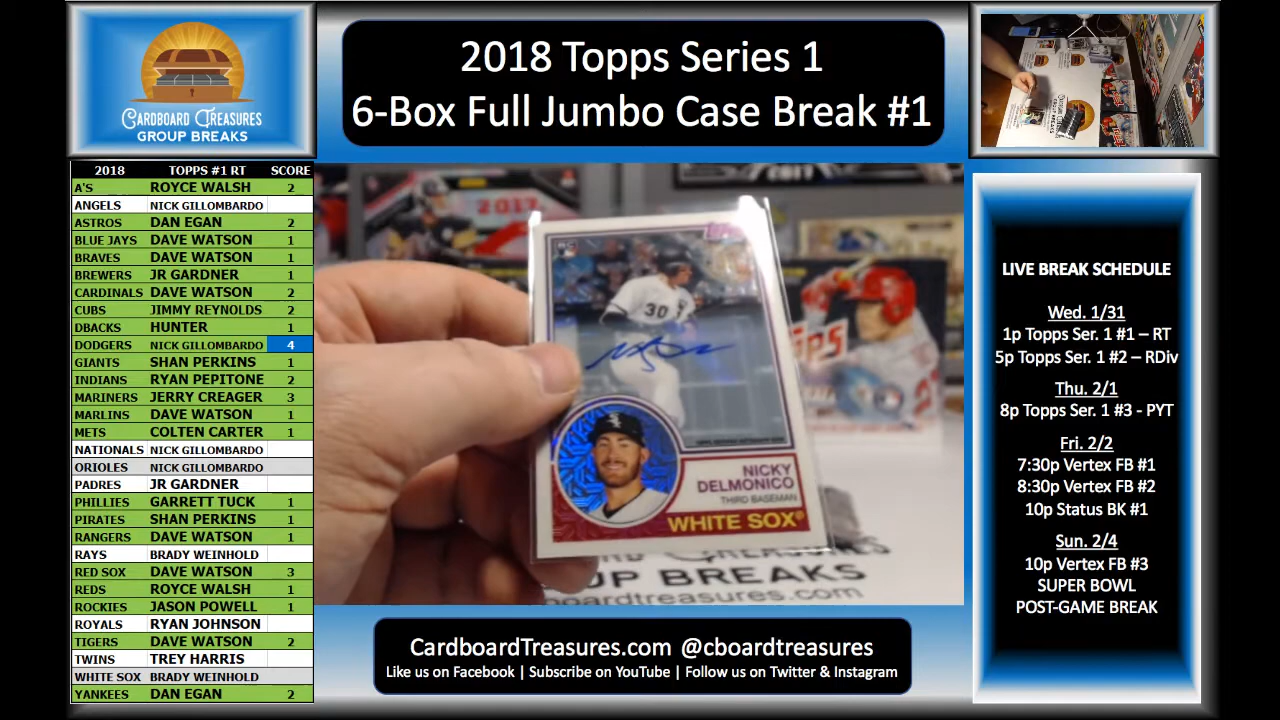 CARDBOARD TREASURES
GROUP BREAKS
2018 Topps Series 1
6-Box Full Jumbo Case Break #1
2018 TOPPS #1 RT SCORE
A'S ROYCE WALSH 2
ANGELS NICK GILLOMBARDO
ASTROS DAN EGAN 2
BLUE JAYS DAVE WATSON 1
BRAVES DAVE WATSON 1
BREWERS JR GARDNER 1
CARDINALS DAVE WATSON 2
CUBS JIMMY REYNOLDS 2
DBACKS HUNTER 1
DODGERS NICK GILLOMBARDO 4
GIANTS SHAN PERKINS 1
INDIANS RYAN PEPITONE 2
MARINERS JERRY CREAGER 3
MARLINS DAVE WATSON 1
METS COLTEN CARTER 1
NATIONALS NICK GILLOMBARDO
ORIOLES NICK GILLOMBARDO
PADRES JR GARDNER
PHILLIES GARRETT TUCK 1
PIRATES SHAN PERKINS 1
RANGERS DAVE WATSON 1
RAYS BRADY WEINHOLD
RED SOX DAVE WATSON 3
REDS ROYCE WALSH 1
ROCKIES JASON POWELL 1
ROYALS RYAN JOHNSON
TIGERS DAVE WATSON 2
TWINS TREY HARRIS
WHITE SOX BRADY WEINHOLD
YANKEES DAN EGAN 2
2017
30
NICKY
DELMONICO
THIRD BASEMAN
WHITE SOX
GROUP BREAKS
boardtreasures.com
LIVE BREAK SCHEDULE
Wed. 1/31
1p Topps Ser. 1 #1 – RT
5p Topps Ser. 1 #2 – RDiv
Thu. 2/1
8p Topps Ser. 1 #3 - PYT
Fri. 2/2
7:30p Vertex FB #1
8:30p Vertex FB #2
10p Status BK #1
Sun. 2/4
10p Vertex FB #3
SUPER BOWL
POST-GAME BREAK
CardboardTreasures.com @cboardtreasures
Like us on Facebook | Subscribe on YouTube | Follow us on Twitter & Instagram